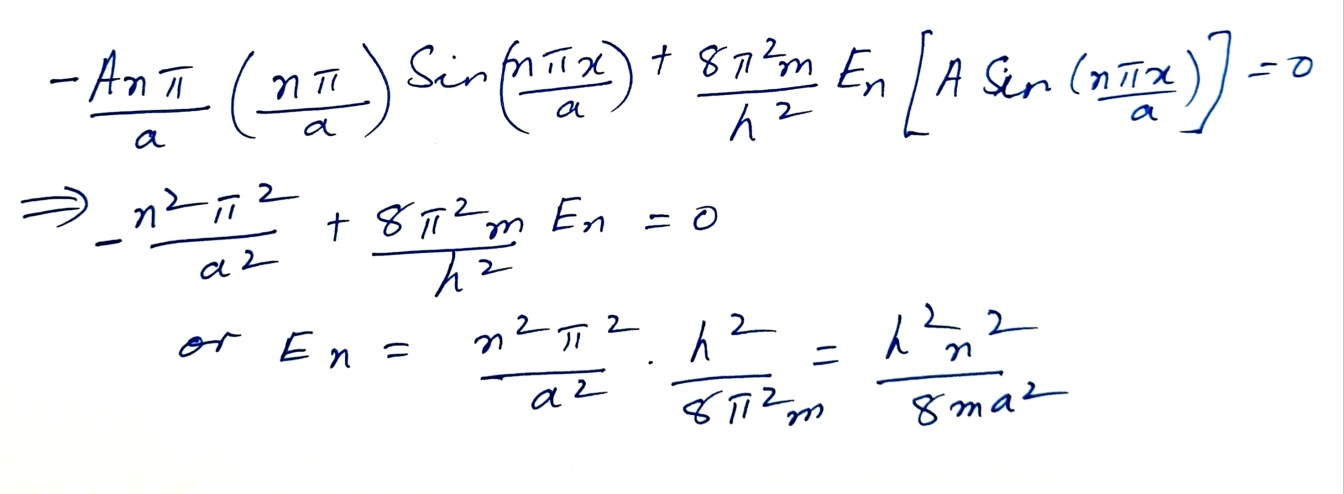 - Anπ/a (nπ/a) Sin(nπx/a) + 8π²m/h² En [A Sin (nπx/a)] = 0
⇒ - n²π²/a² + 8π²m/h² En = 0
or En = n²π²/a² . h²/8π²m = h²n²/8ma²